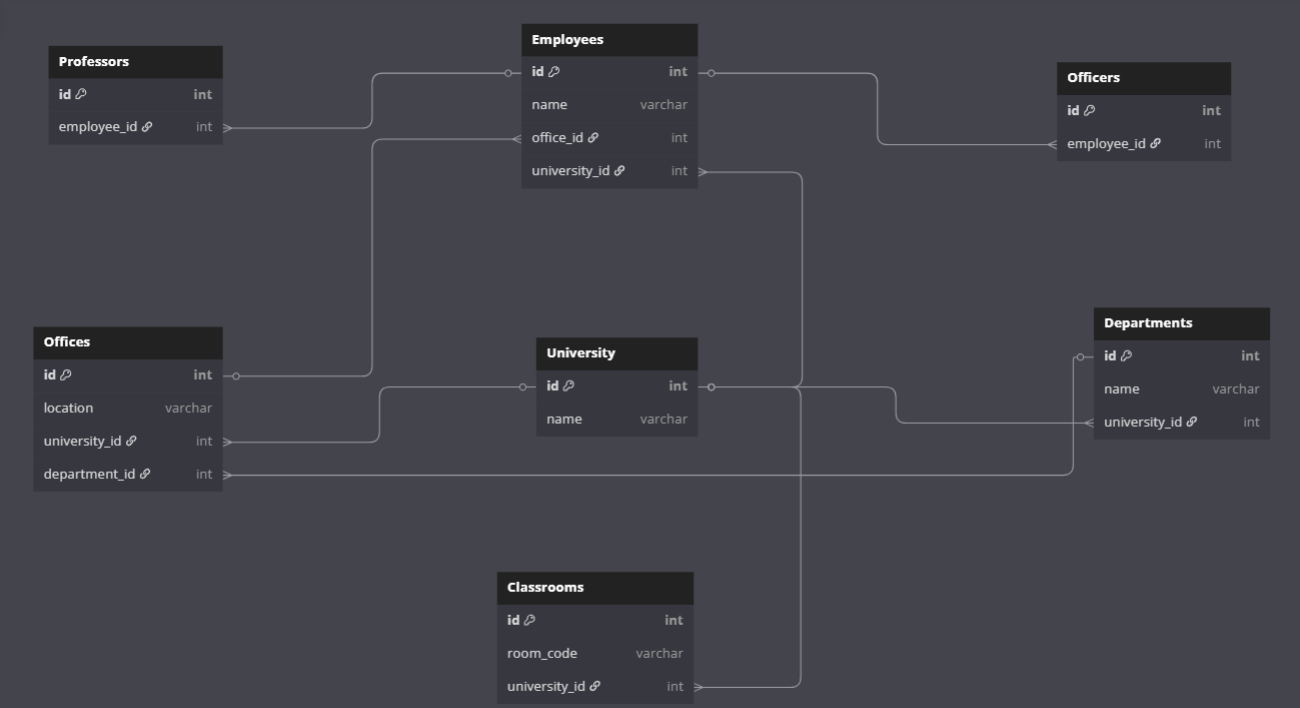 Professors
id int
employee_id int
Employees
id int
name varchar
office_id int
university_id int
Officers
id int
employee_id int
Offices
id int
location varchar
university_id int
department_id int
University
id int
name varchar
Departments
id int
name varchar
university_id int
Classrooms
id int
room_code varchar
university_id int